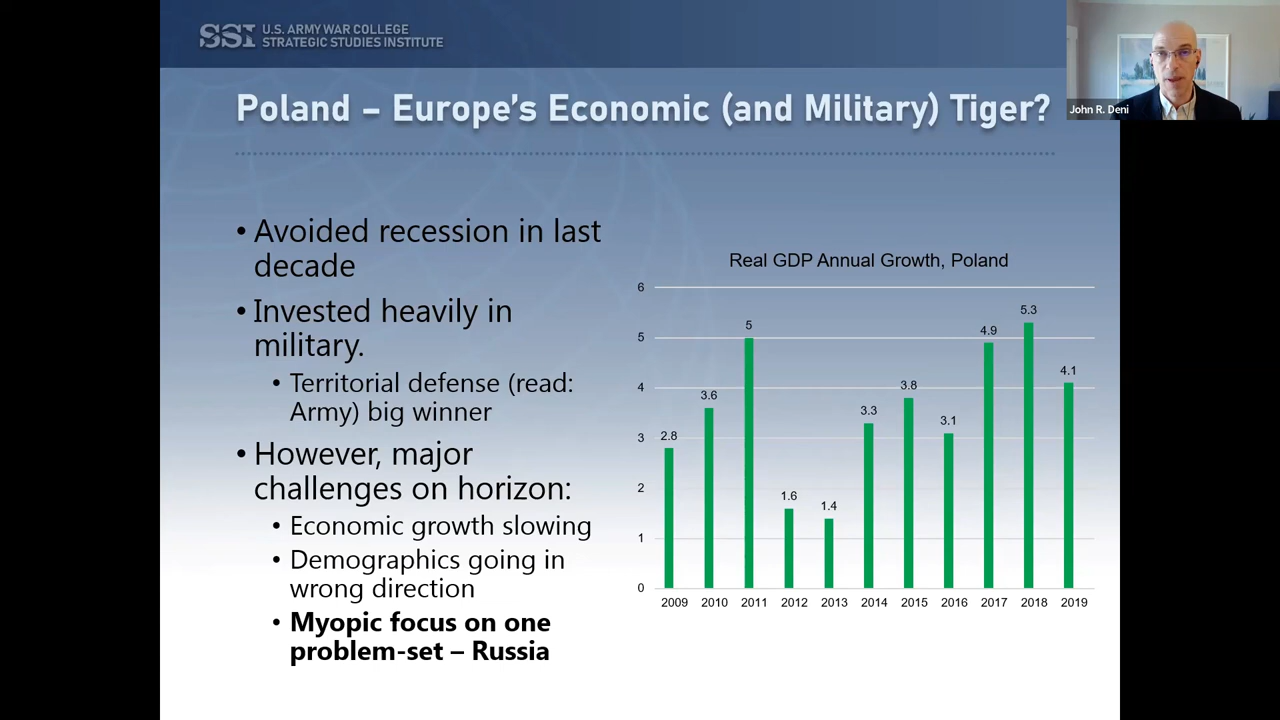 SSI U.S. ARMY WAR COLLEGE
STRATEGIC STUDIES INSTITUTE
John R. Deni
Poland – Europe's Economic (and Military) Tiger?
• Avoided recession in last
decade
• Invested heavily in
military.
• Territorial defense (read:
Army) big winner
• However, major
challenges on horizon:
• Economic growth slowing
• Demographics going in
wrong direction
• Myopic focus on one
problem-set – Russia
Real GDP Annual Growth, Poland
6
5
4
3
2
1
0
2.8
3.6
5
1.6
1.4
3.3
3.8
3.1
4.9
5.3
4.1
2009 2010 2011 2012 2013 2014 2015 2016 2017 2018 2019